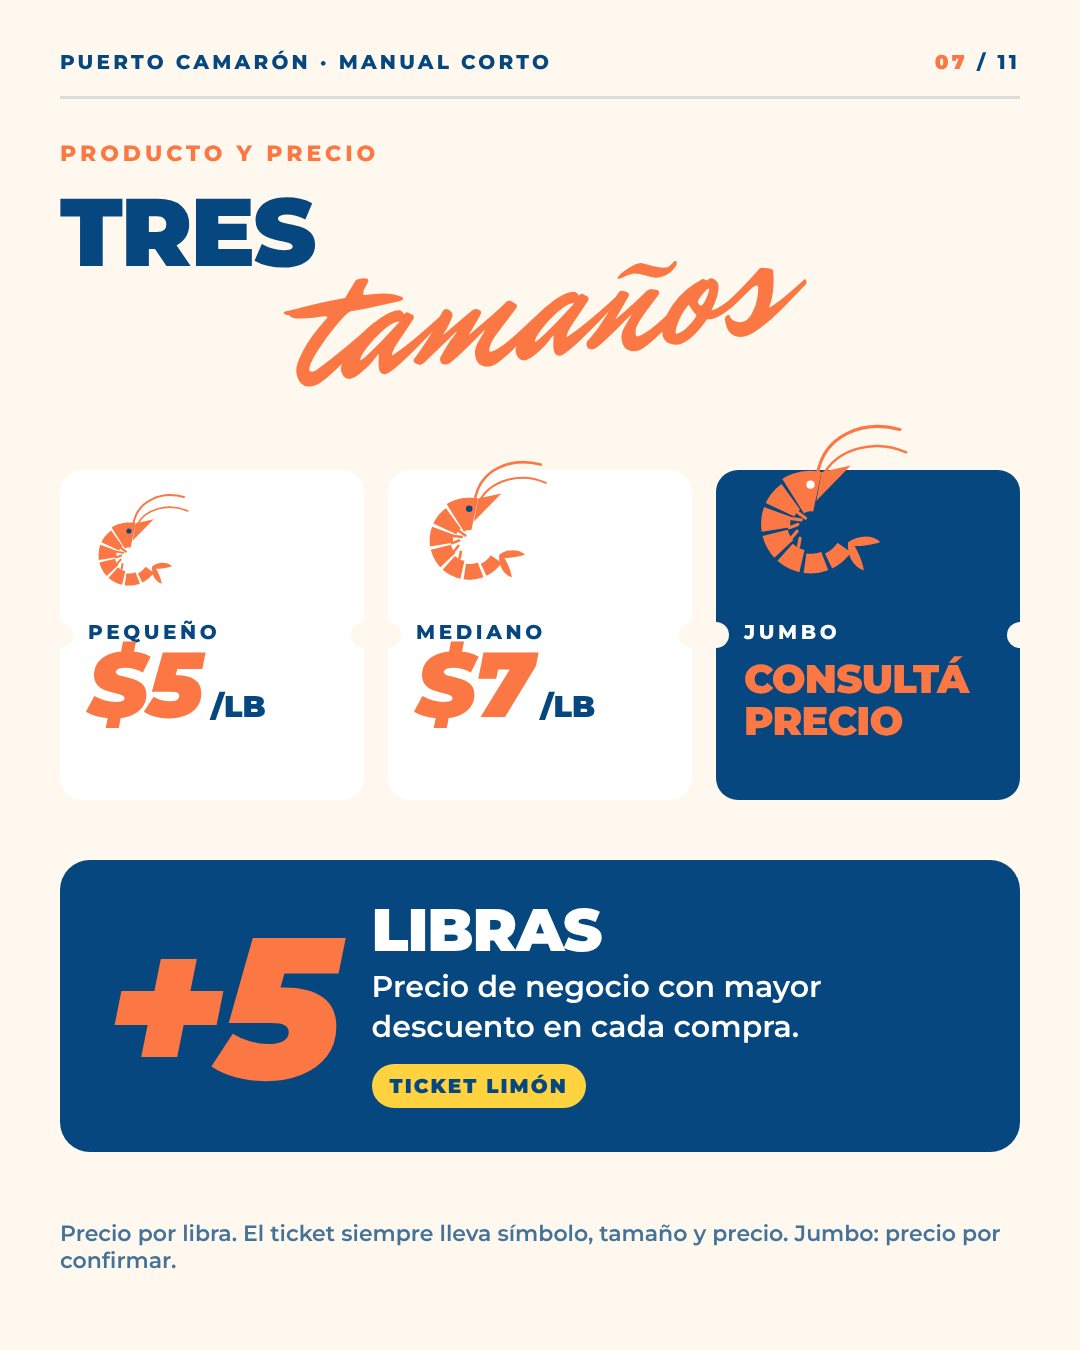 PUERTO CAMARÓN · MANUAL CORTO
07 / 11
PRODUCTO Y PRECIO
TRES
tamaños
PEQUEÑO
$5 /LB
MEDIANO
$7 /LB
JUMBO
CONSULTÁ
PRECIO
+5
LIBRAS
Precio de negocio con mayor
descuento en cada compra.
TICKET LIMÓN
Precio por libra. El ticket siempre lleva símbolo, tamaño y precio. Jumbo: precio por
confirmar.